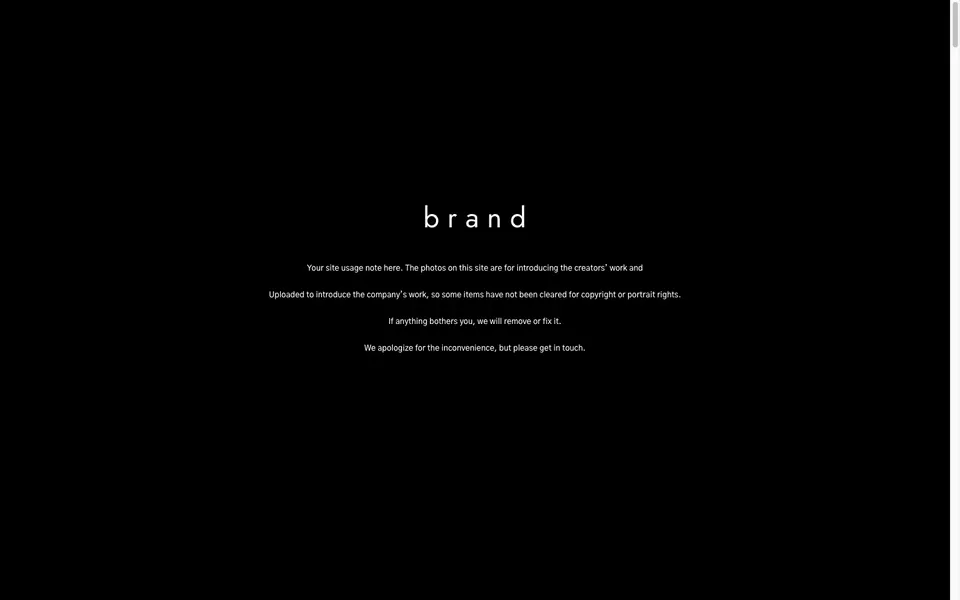 brand
Your site usage note here. The photos on this site are for introducing the creators' work and
Uploaded to introduce the company's work, so some items have not been cleared for copyright or portrait rights.
If anything bothers you, we will remove or fix it.
We apologize for the inconvenience, but please get in touch.